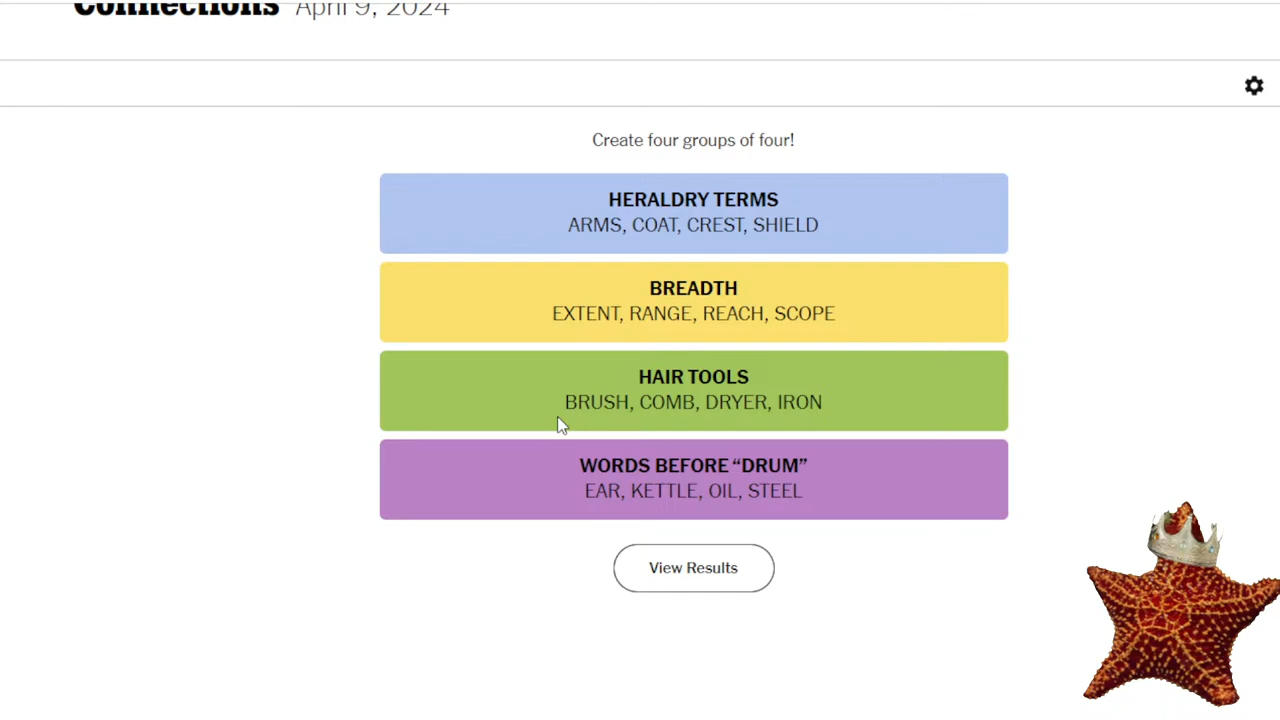 Connections April 9, 2024
Create four groups of four!
HERALDRY TERMS
ARMS, COAT, CREST, SHIELD
BREADTH
EXTENT, RANGE, REACH, SCOPE
HAIR TOOLS
BRUSH, COMB, DRYER, IRON
WORDS BEFORE “DRUM”
EAR, KETTLE, OIL, STEEL
View Results